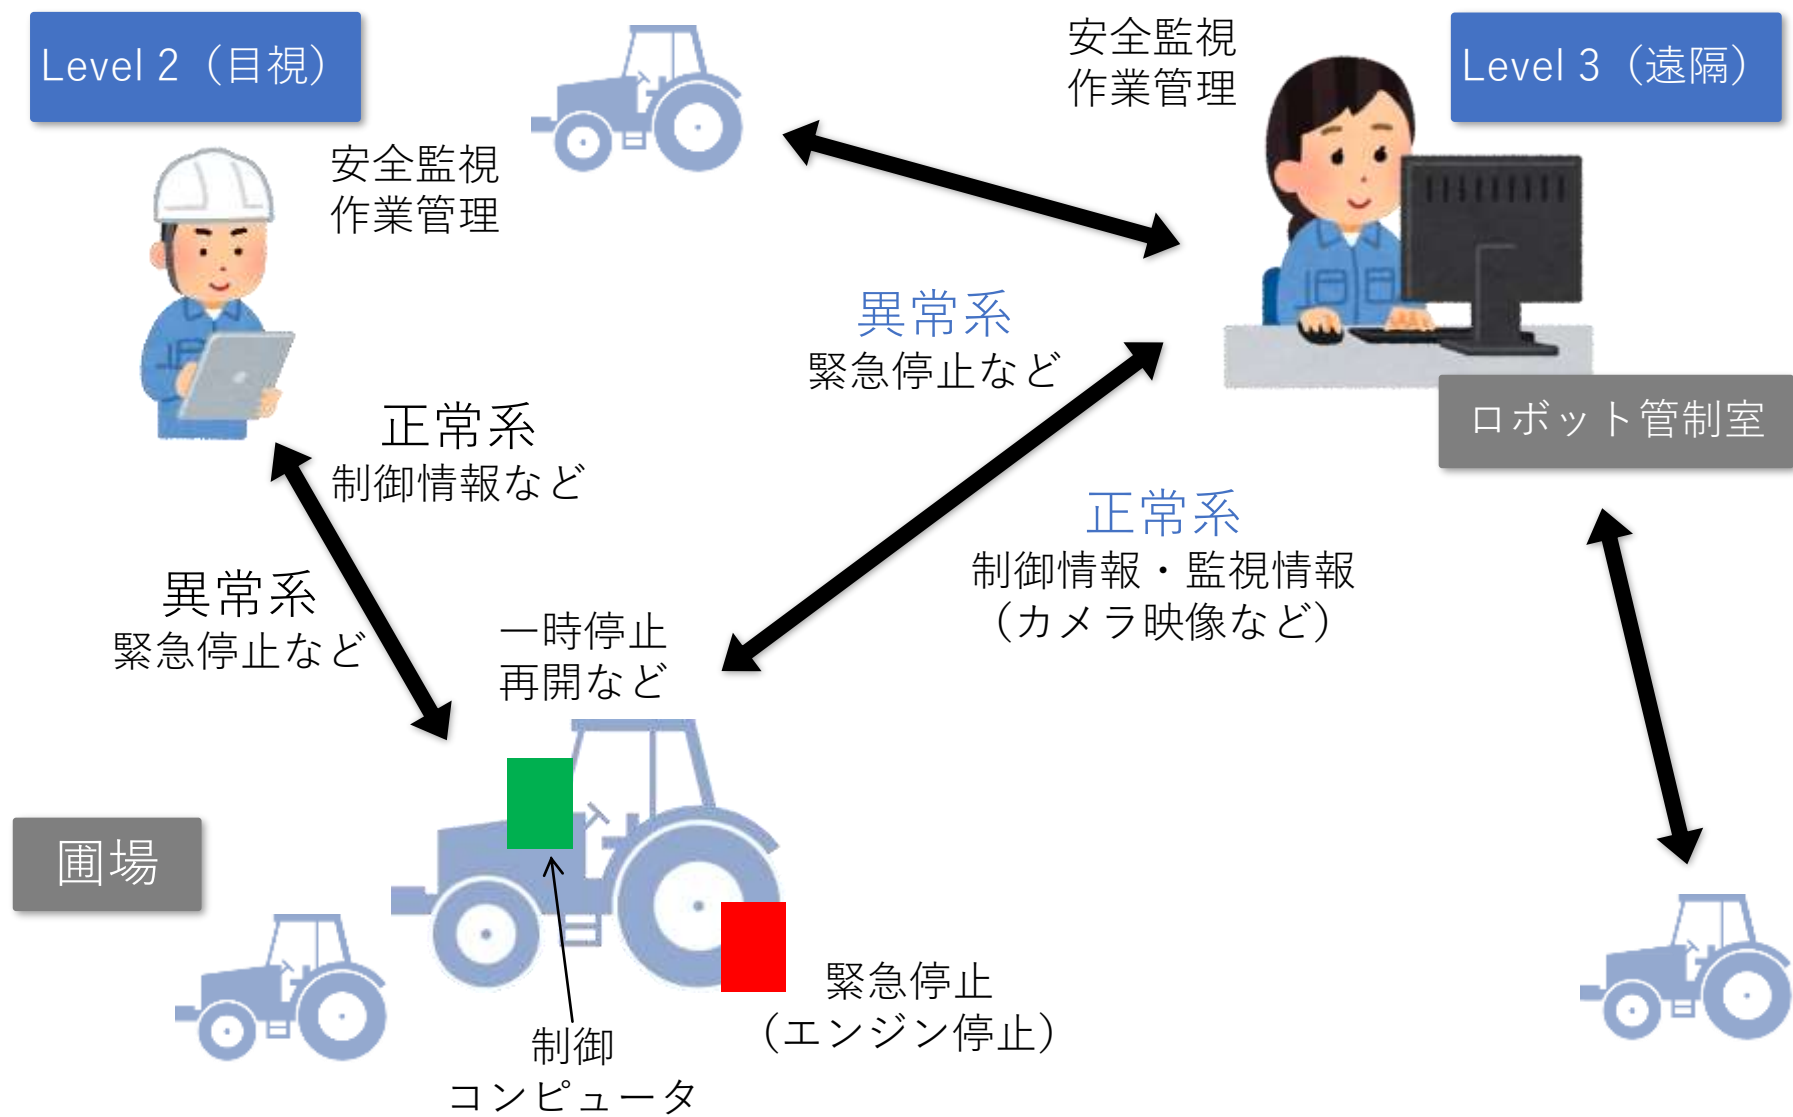 Level 2（目視）
安全監視
作業管理
安全監視
作業管理
Level 3（遠隔）
異常系
緊急停止など
ロボット管制室
正常系
制御情報など
正常系
制御情報・監視情報
（カメラ映像など）
異常系
緊急停止など
一時停止
再開など
圃場
緊急停止
（エンジン停止）
制御
コンピュータ